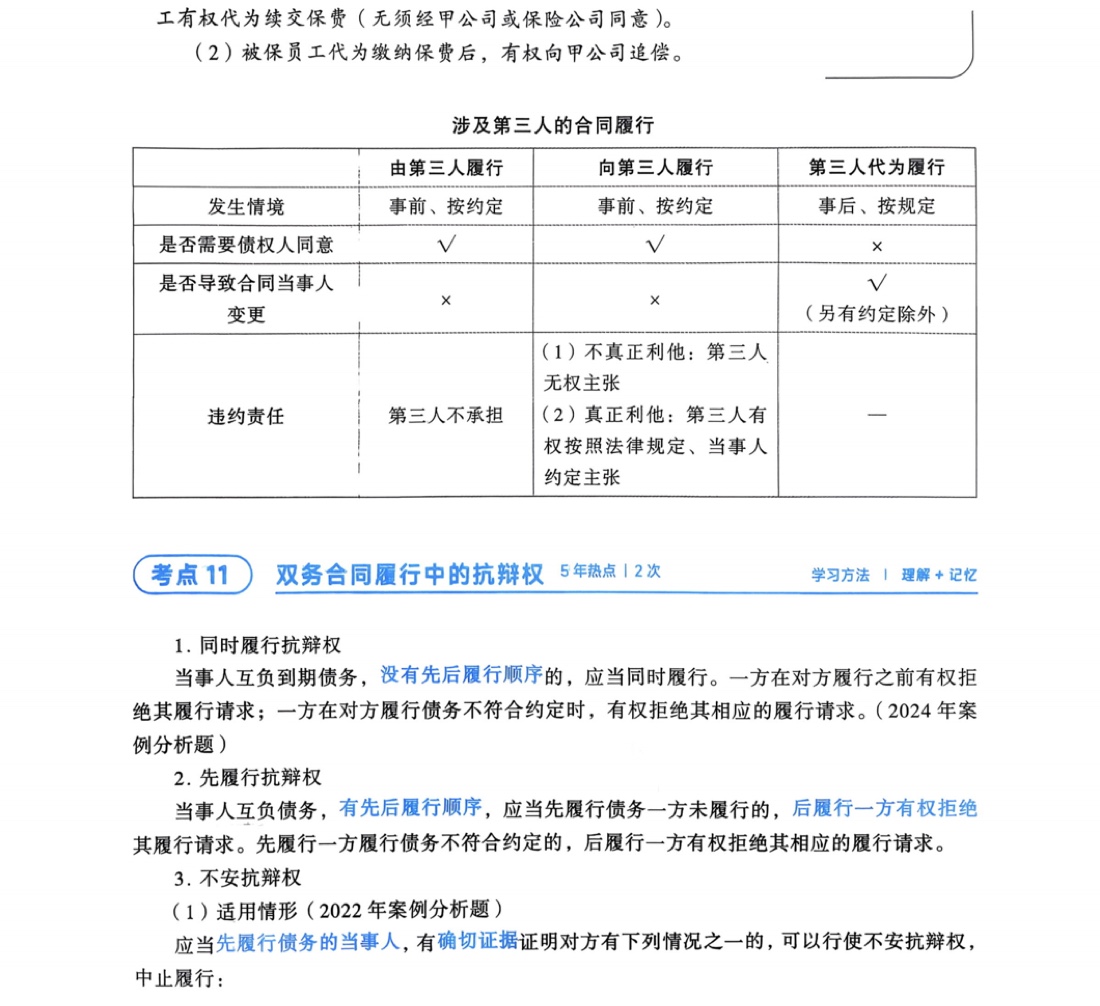 工有权代为续交保费（无须经甲公司或保险公司同意）。
（2）被保员工代为缴纳保费后，有权向甲公司追偿。
涉及第三人的合同履行
由第三人履行 向第三人履行 第三人代为履行
发生情境 事前、按约定 事前、按约定 事后、按规定
是否需要债权人同意 √ √ ×
是否导致合同当事人
变更
×
×
√
（另有约定除外）
违约责任
第三人不承担
（1）不真正利他：第三人
无权主张
（2）真正利他：第三人有
权按照法律规定、当事人
约定主张
—
考点 11 双务合同履行中的抗辩权 5年热点 | 2次 学习方法 | 理解+记忆
1. 同时履行抗辩权
当事人互负到期债务，没有先后履行顺序的，应当同时履行。一方在对方履行之前有权拒
绝其履行请求；一方在对方履行债务不符合约定时，有权拒绝其相应的履行请求。（2024 年案
例分析题）
2. 先履行抗辩权
当事人互负债务，有先后履行顺序，应当先履行债务一方未履行的，后履行一方有权拒绝
其履行请求。先履行一方履行债务不符合约定的，后履行一方有权拒绝其相应的履行请求。
3. 不安抗辩权
（1）适用情形（2022 年案例分析题）
应当先履行债务的当事人，有确切证据证明对方有下列情况之一的，可以行使不安抗辩权，
中止履行：